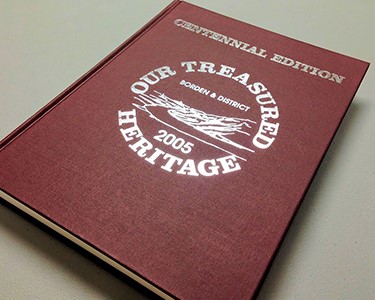 CENTENNIAL EDITION
OUR TREASURED
BORDEN & DISTRICT
2005
HERITAGE